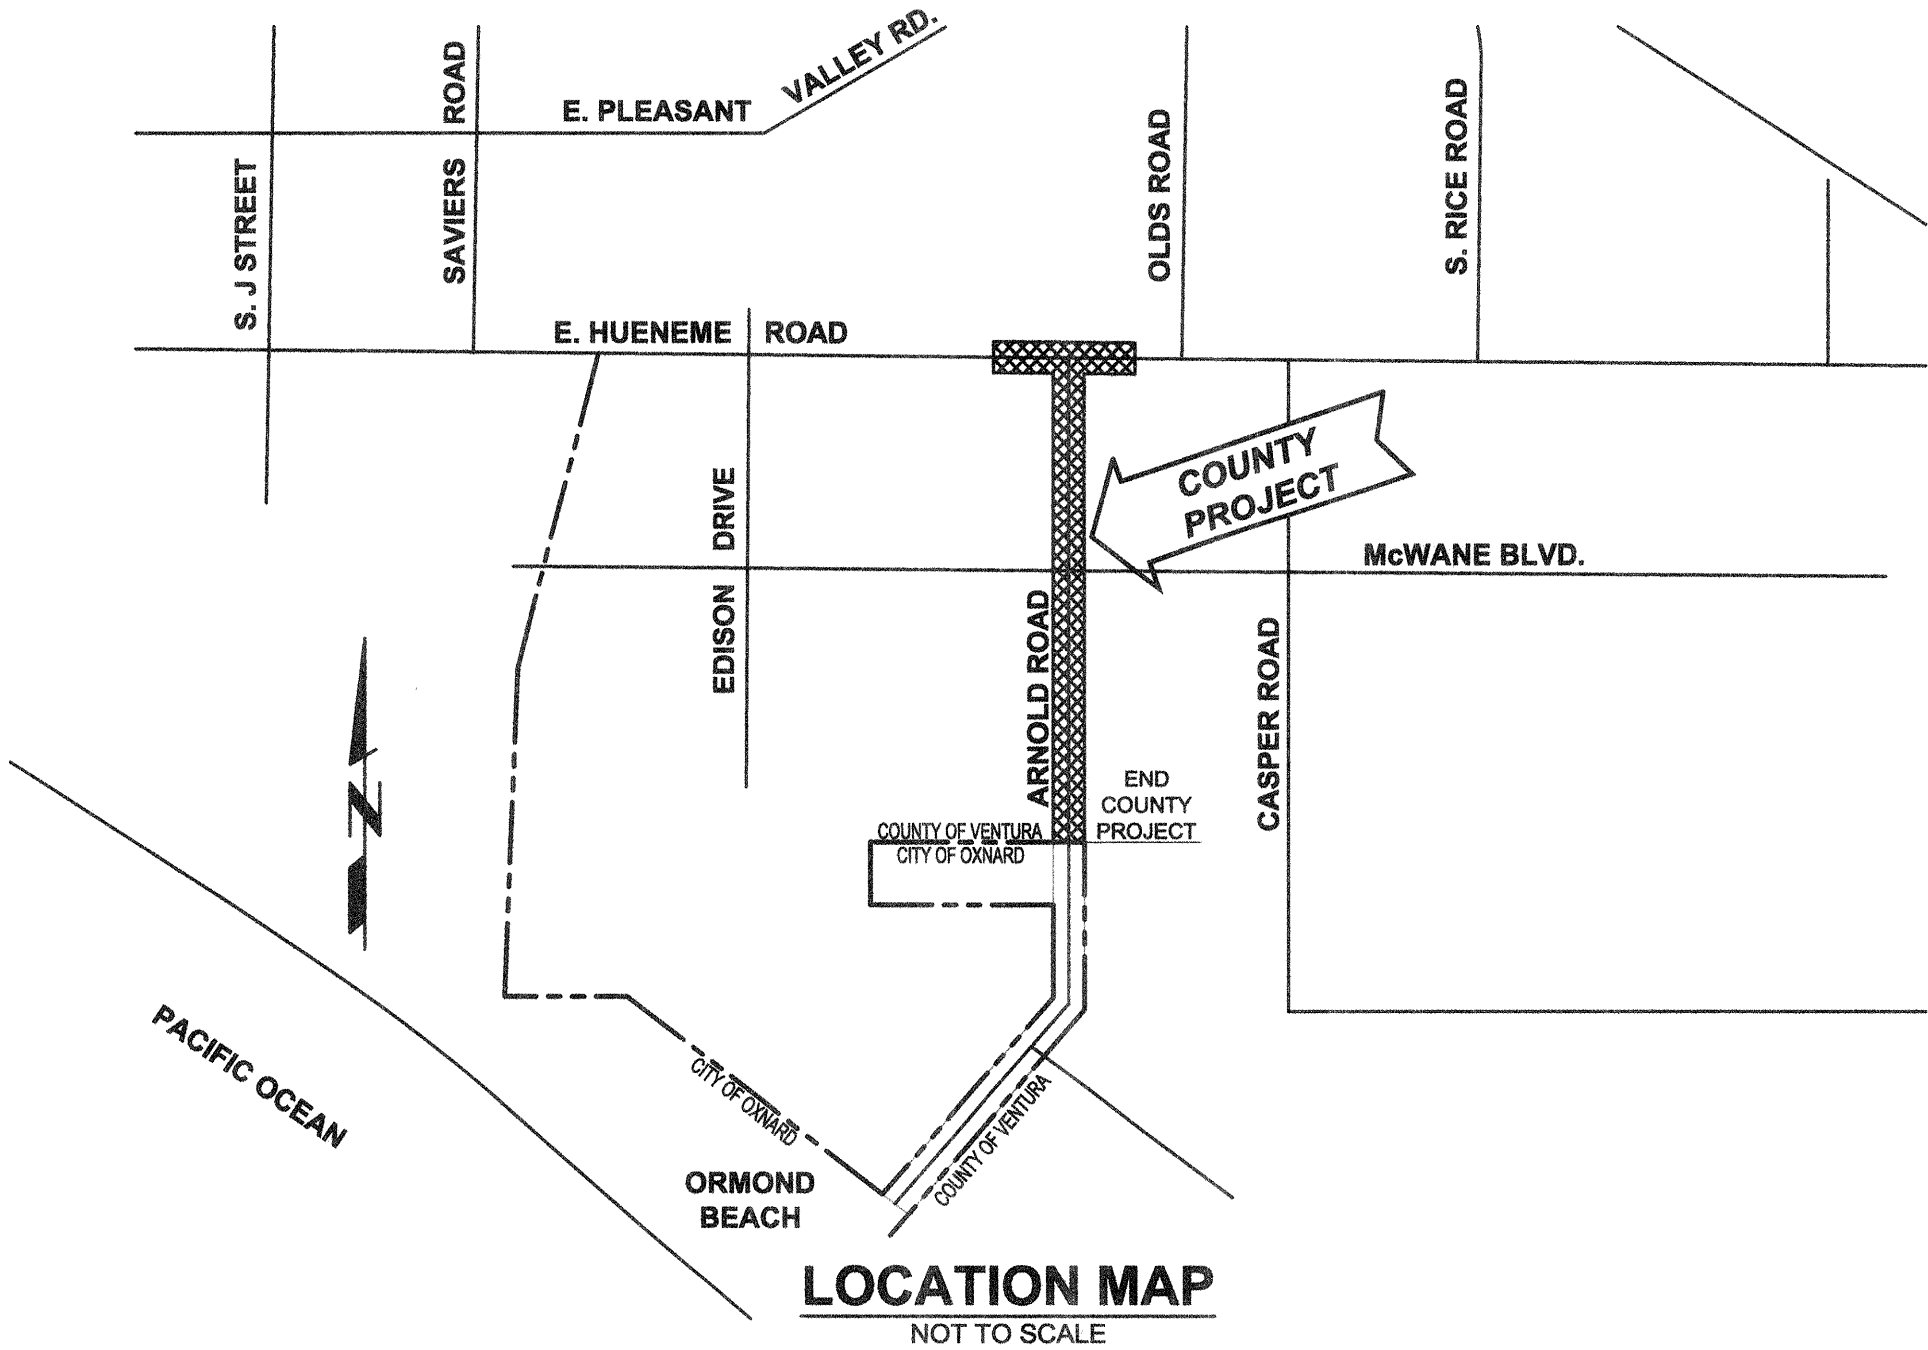 VALLEY RD.
E. PLEASANT
SAVIERS ROAD
S. J STREET
OLDS ROAD
S. RICE ROAD
E. HUENEME ROAD
COUNTY
PROJECT
EDISON DRIVE
McWANE BLVD.
ARNOLD ROAD
CASPER ROAD
END
COUNTY
PROJECT
COUNTY OF VENTURA
CITY OF OXNARD
N
PACIFIC OCEAN
CITY OF OXNARD
COUNTY OF VENTURA
ORMOND
BEACH
LOCATION MAP
NOT TO SCALE